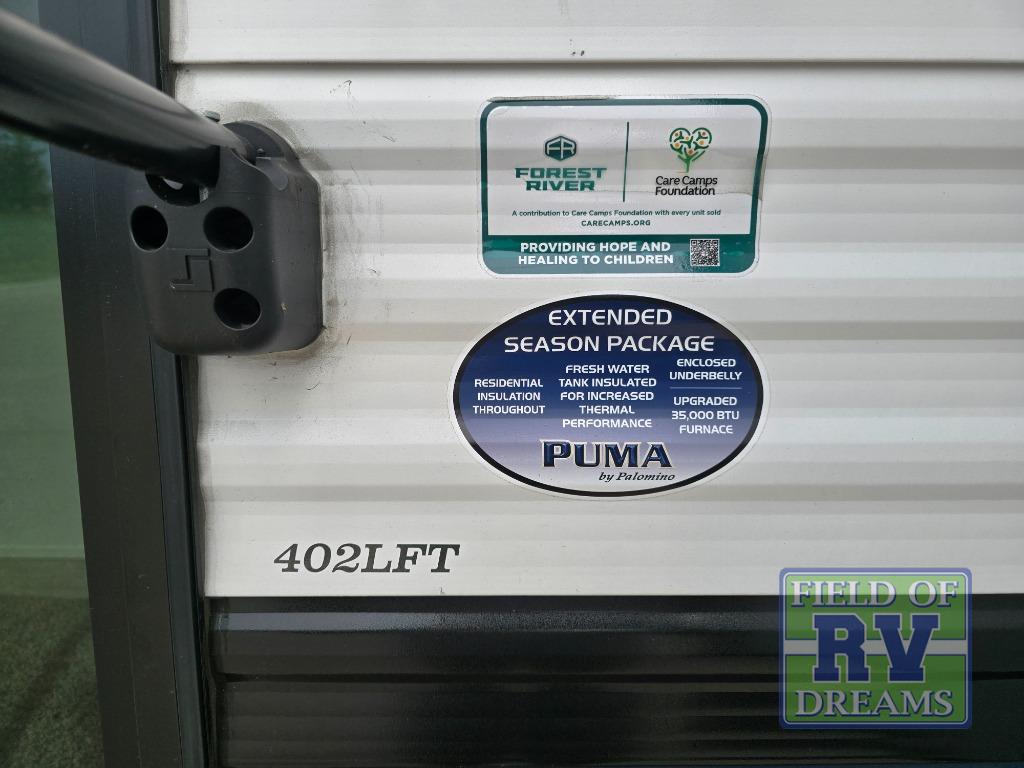 FR
FOREST
RIVER
Care Camps
Foundation
A contribution to Care Camps Foundation with every unit sold
CARECAMPS.ORG
PROVIDING HOPE AND
HEALING TO CHILDREN
EXTENDED
SEASON PACKAGE
RESIDENTIAL
INSULATION
THROUGHOUT
FRESH WATER
TANK INSULATED
FOR INCREASED
THERMAL
PERFORMANCE
ENCLOSED
UNDERBELLY
UPGRADED
35,000 BTU
FURNACE
PUMA
by Palomino
402LFT
FIELD OF
RV
DREAMS